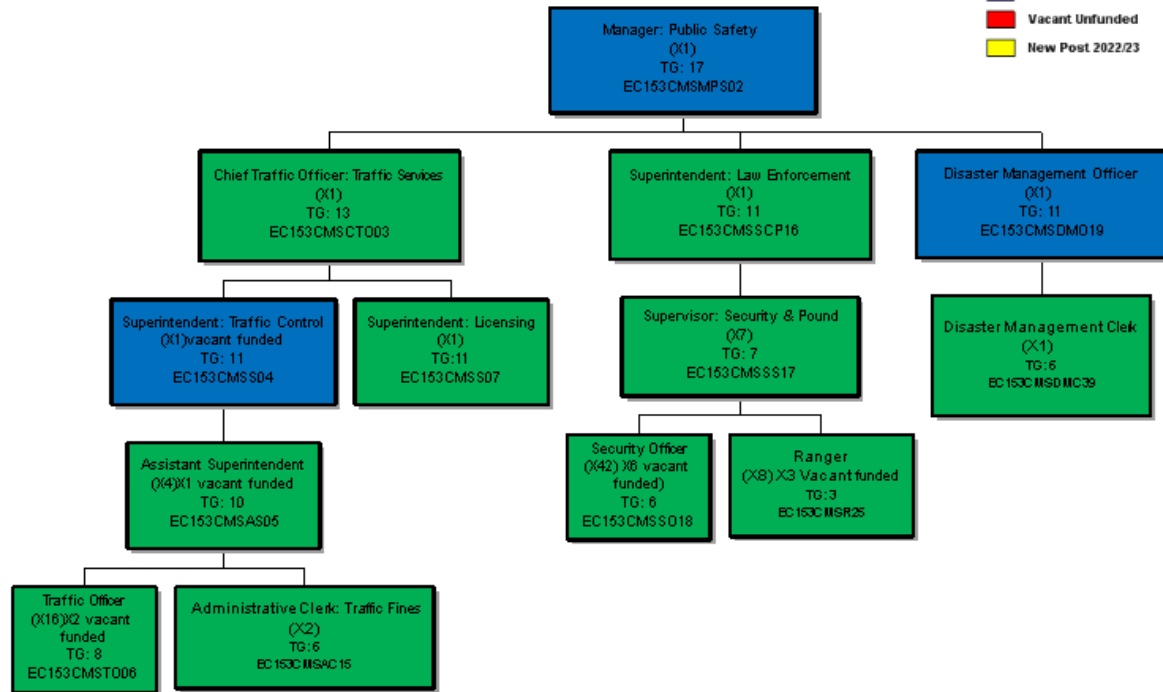 Vacant Unfunded
New Post 2022/23
Manager: Public Safety
(X1)
TG: 17
EC153CMSMPS02
Chief Traffic Officer: Traffic Services
(X1)
TG: 13
EC153CMSCTO03
Superintendent: Law Enforcement
(X1)
TG: 11
EC153CMSSCP16
Disaster Management Officer
(X1)
TG: 11
EC153CMSDMO19
Superintendent: Traffic Control
(X1)vacant funded
TG: 11
EC153CMSS04
Superintendent: Licensing
(X1)
TG:11
EC153CMSS07
Supervisor: Security & Pound
(X7)
TG: 7
EC153CMSSS17
Disaster Management Clerk
(X1)
TG:6
EC153CMSDMC39
Assistant Superintendent
(X4)X1 vacant funded
TG: 10
EC153CMSAS05
Security Officer
(X42) X6 vacant
funded)
TG: 6
EC153CMSSO18
Ranger
(X8) X3 Vacant funded
TG: 3
EC153CMSR25
Traffic Officer
(X16)X2 vacant
funded
TG: 8
EC153CMSTO06
Administrative Clerk: Traffic Fines
(X2)
TG:6
EC153CMSAC15